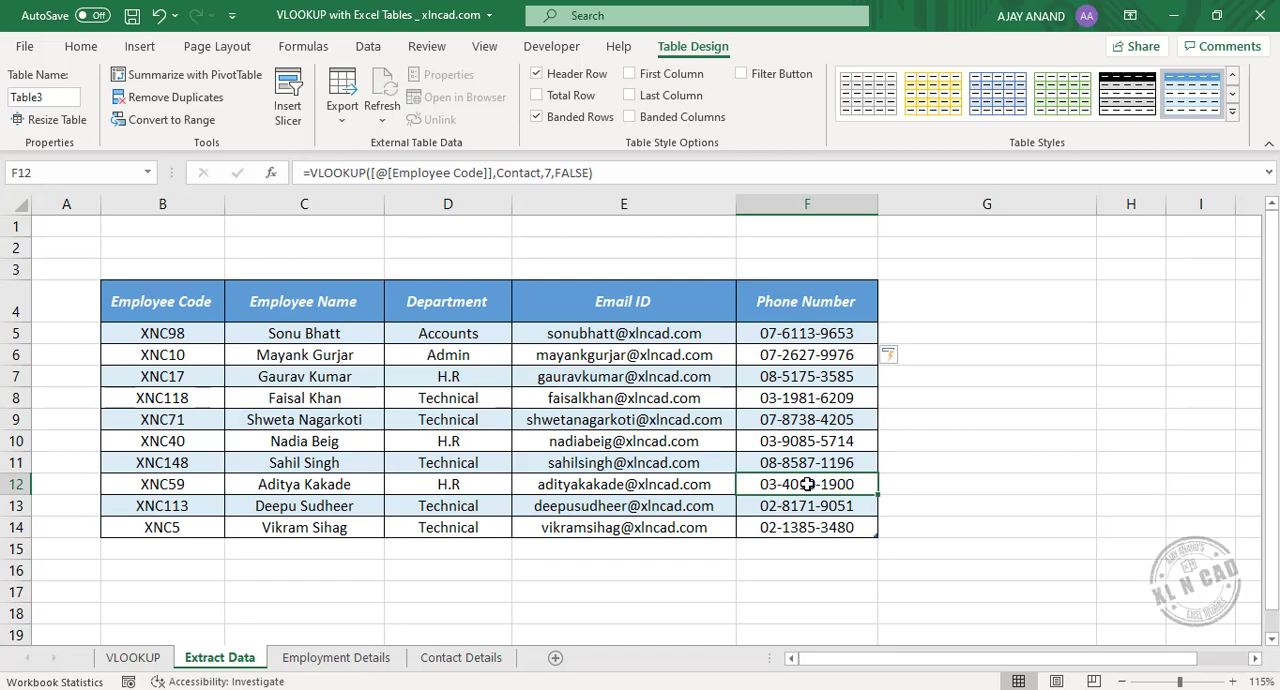 AutoSave Off
VLOOKUP with Excel Tables _ xlncad.com
Search
AJAY ANAND AA
File Home Insert Page Layout Formulas Data Review View Developer Help Table Design Share Comments
Table Name:
Table3
Resize Table
Properties
Summarize with PivotTable
Remove Duplicates
Convert to Range
Insert
Slicer
Tools
Export
Refresh
Properties
Open in Browser
Unlink
External Table Data
Header Row First Column Filter Button
Total Row Last Column
Banded Rows Banded Columns
Table Style Options
Table Styles
F12 fx =VLOOKUP([@[Employee Code]],Contact,7,FALSE)
A B C D E F G H I
1
2
3
4 Employee Code Employee Name Department Email ID Phone Number
5 XNC98 Sonu Bhatt Accounts sonubhatt@xlncad.com 07-6113-9653
6 XNC10 Mayank Gurjar Admin mayankgurjar@xlncad.com 07-2627-9976
7 XNC17 Gaurav Kumar H.R gauravkumar@xlncad.com 08-5175-3585
8 XNC118 Faisal Khan Technical faisalkhan@xlncad.com 03-1981-6209
9 XNC71 Shweta Nagarkoti Technical shwetanagarkoti@xlncad.com 07-8738-4205
10 XNC40 Nadia Beig H.R nadiabeig@xlncad.com 03-9085-5714
11 XNC148 Sahil Singh Technical sahilsingh@xlncad.com 08-8587-1196
12 XNC59 Aditya Kakade H.R adityakakade@xlncad.com
13 XNC113 Deepu Sudheer Technical deepusudheer@xlncad.com 02-8171-9051
14 XNC5 Vikram Sihag Technical vikramsihag@xlncad.com 02-1385-3480
15
16
17
18
19
XL N CAD
VLOOKUP Extract Data Employment Details Contact Details
Workbook Statistics Accessibility: Investigate 115%